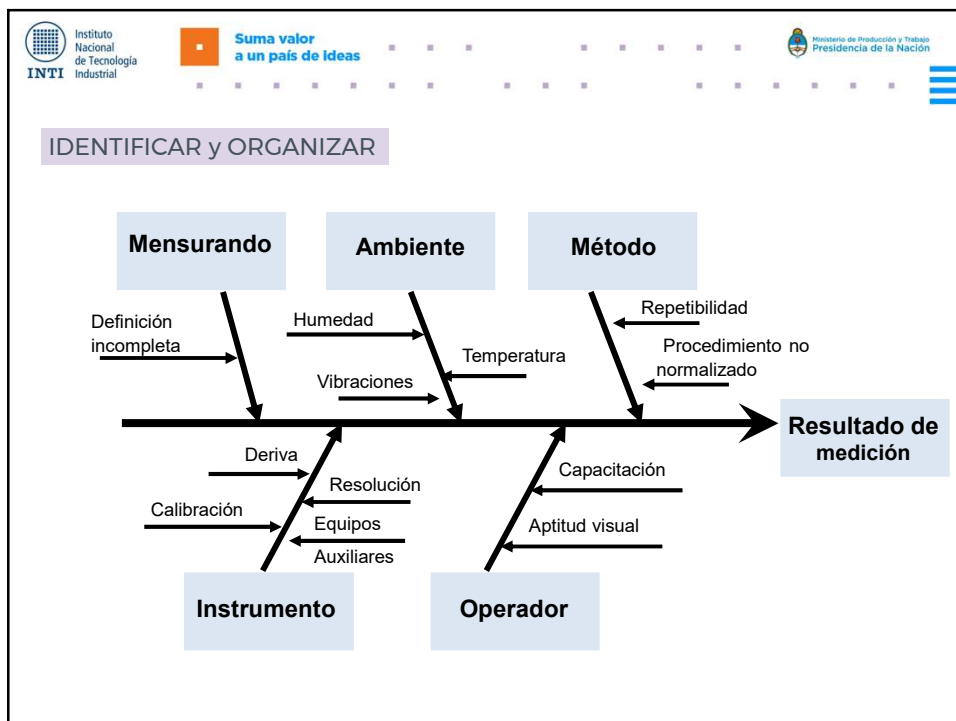 Instituto
Nacional
de Tecnología
Industrial
INTI
Suma valor
a un país de ideas
Ministerio de Producción y Trabajo
Presidencia de la Nación
IDENTIFICAR y ORGANIZAR
Mensurando
Ambiente
Método
Definición
incompleta
Humedad
Temperatura
Vibraciones
Repetibilidad
Procedimiento no
normalizado
Resultado de
medición
Deriva
Resolución
Calibración
Equipos
Auxiliares
Capacitación
Aptitud visual
Instrumento
Operador